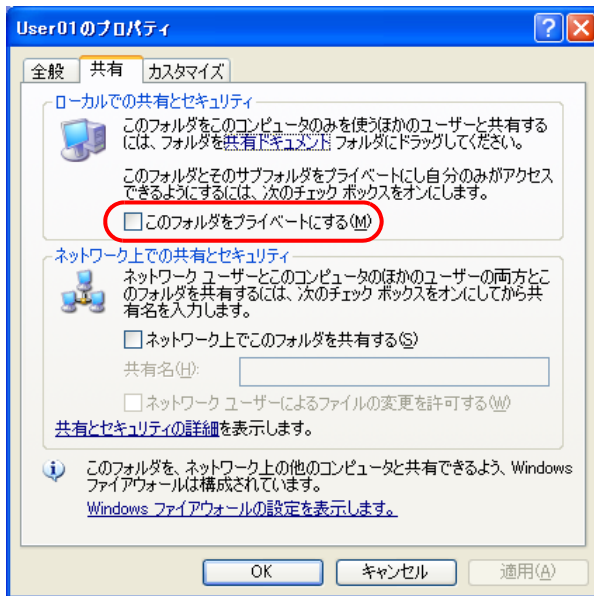 User01のプロパティ
全般 共有 カスタマイズ
ローカルでの共有とセキュリティ
このフォルダをこのコンピュータのみを使うほかのユーザーと共有する
には、フォルダを共有ドキュメント フォルダにドラッグしてください。
このフォルダとそのサブフォルダをプライベートにし自分のみがアクセス
できるようにするには、次のチェック ボックスをオンにします。
このフォルダをプライベートにする(M)
ネットワーク上での共有とセキュリティ
ネットワーク ユーザーとこのコンピュータのほかのユーザーの両方とこ
のフォルダを共有するには、次のチェック ボックスをオンにしてから共
有名を入力します。
ネットワーク上でこのフォルダを共有する(S)
共有名(H):
ネットワーク ユーザーによるファイルの変更を許可する(W)
共有とセキュリティの詳細を表示します。
このフォルダを、ネットワーク上の他のコンピュータと共有できるよう、Windows
ファイアウォールは構成されています。
Windows ファイアウォールの設定を表示します。
OK キャンセル 適用(A)